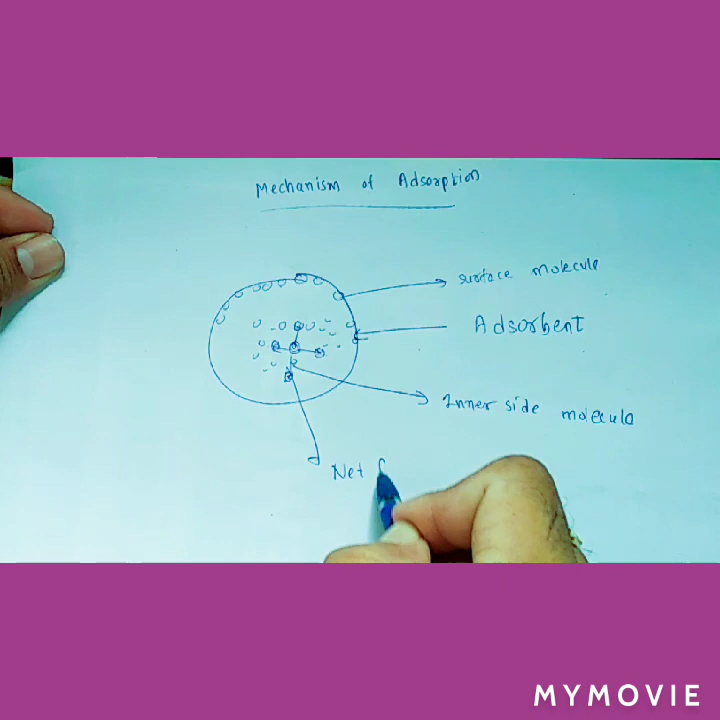 Mechanism of Adsorption
Surface molecule
Adsorbent
Inner side molecule
Net
MYMOVIE